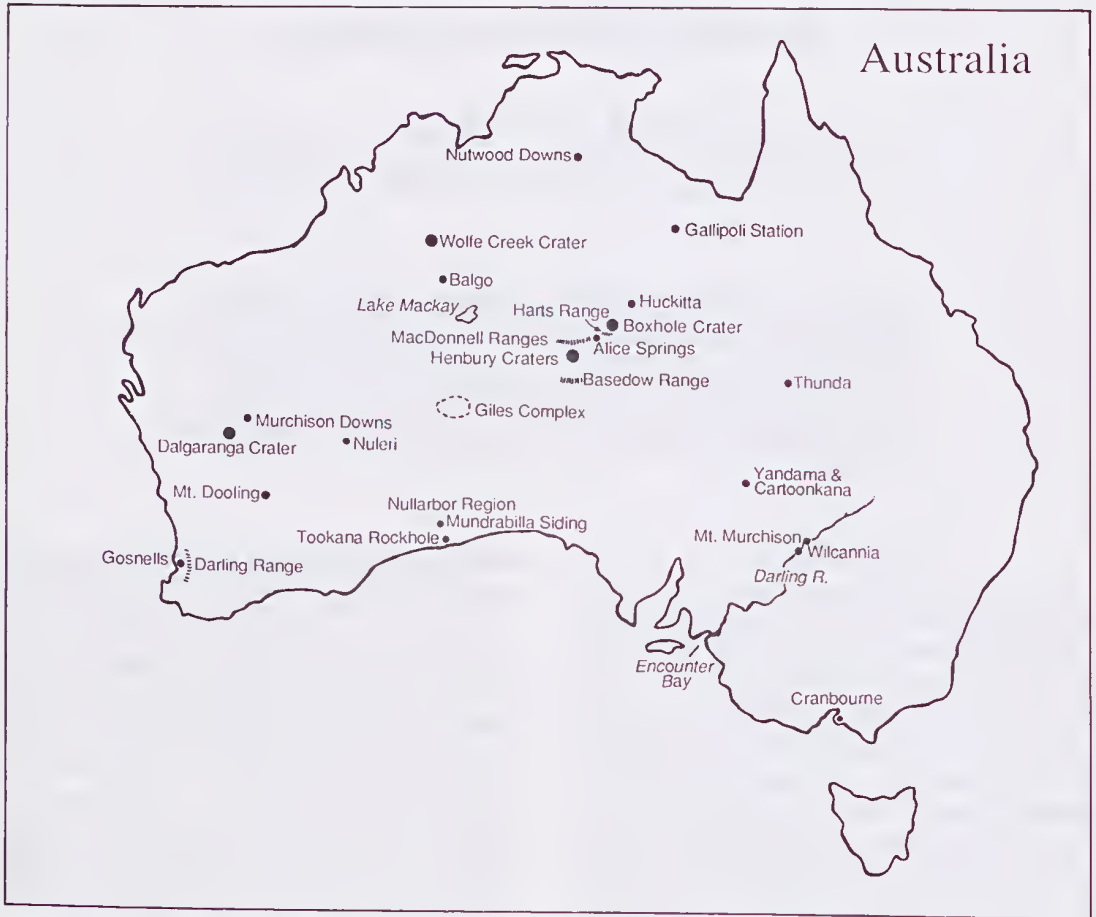 Australia
Nutwood Downs
Gallipoli Station
Wolfe Creek Crater
Balgo
Lake Mackay
Harts Range
Huckitta
Boxhole Crater
MacDonnell Ranges
Alice Springs
Henbury Craters
Basedow Range
Thunda
Giles Complex
Murchison Downs
Dalgaranga Crater
Nuleri
Mt. Dooling
Yandama &
Cartoonkana
Nullarbor Region
Mundrabilla Siding
Tookana Rockhole
Mt. Murchison
Wilcannia
Gosnells
Darling Range
Darling R.
Encounter
Bay
Cranbourne